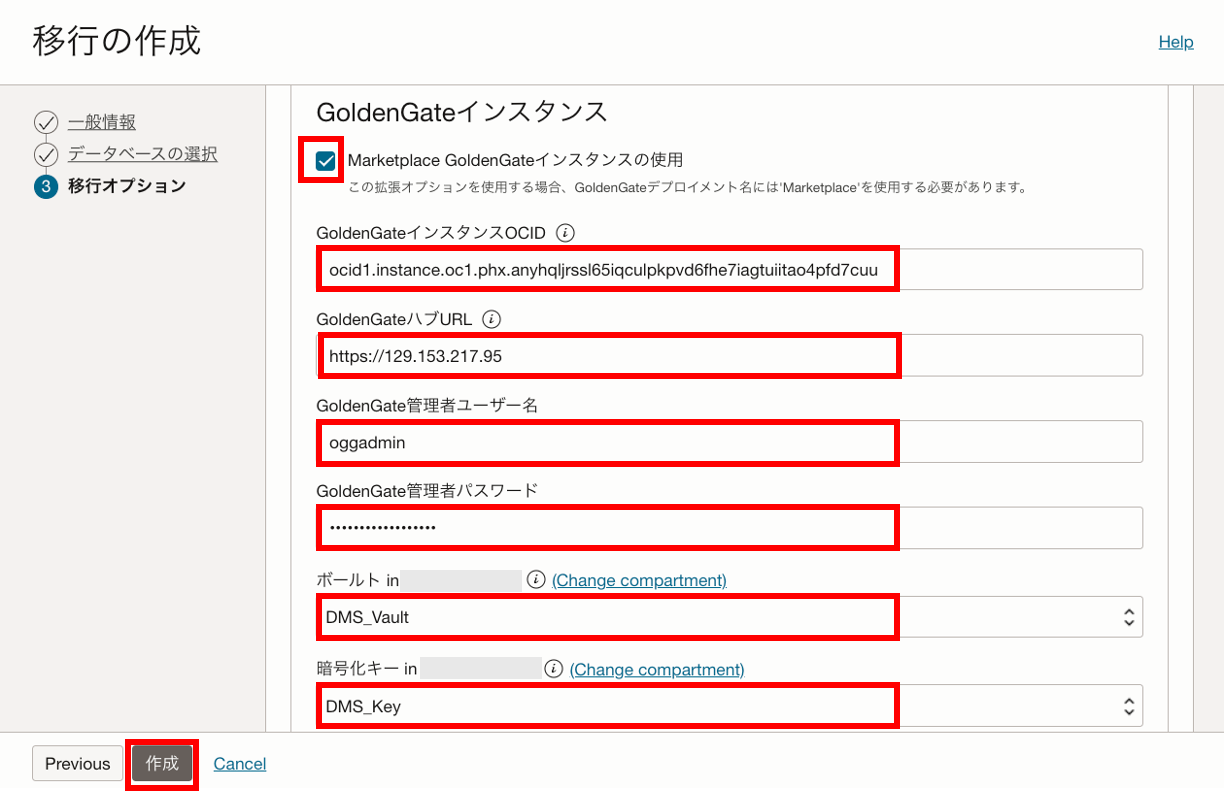 移行の作成
Help
一般情報
データベースの選択
3 移行オプション
GoldenGateインスタンス
Marketplace GoldenGateインスタンスの使用
この拡張オプションを使用する場合、GoldenGateデプロイメント名には'Marketplace'を使用する必要があります。
GoldenGateインスタンスOCID
ocid1.instance.oc1.phx.anyhqljrssl65iqculpkpvd6fhe7iagtuiitao4pfd7cuu
GoldenGateハブURL
https://129.153.217.95
GoldenGate管理者ユーザー名
oggadmin
GoldenGate管理者パスワード
••••••••••••••••••
ボールト in (Change compartment)
DMS_Vault
暗号化キー in (Change compartment)
DMS_Key
Previous 作成 Cancel